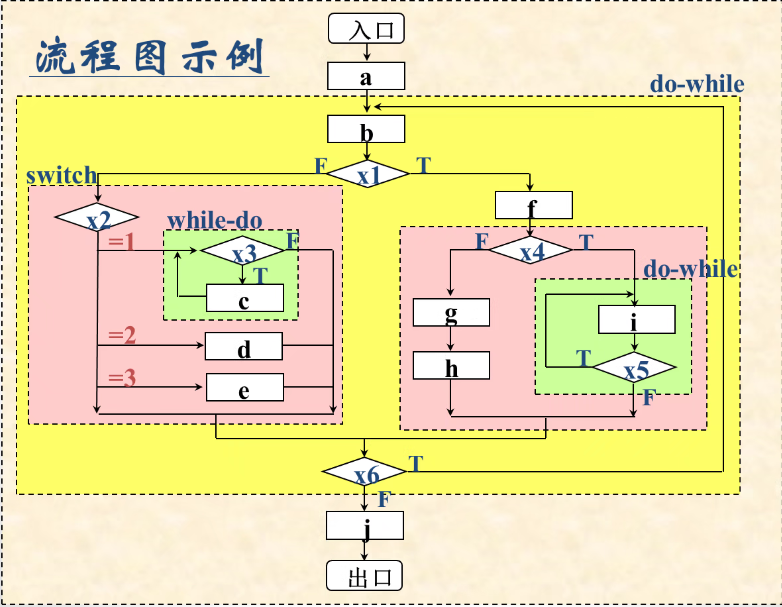 流程图示例
入口
a
do-while
b
F
x1
T
switch
x2
f
while-do
=1
x3
F
T
c
F
x4
T
do-while
g
i
=2
d
h
T
x5
=3
e
F
x6
T
F
j
出口